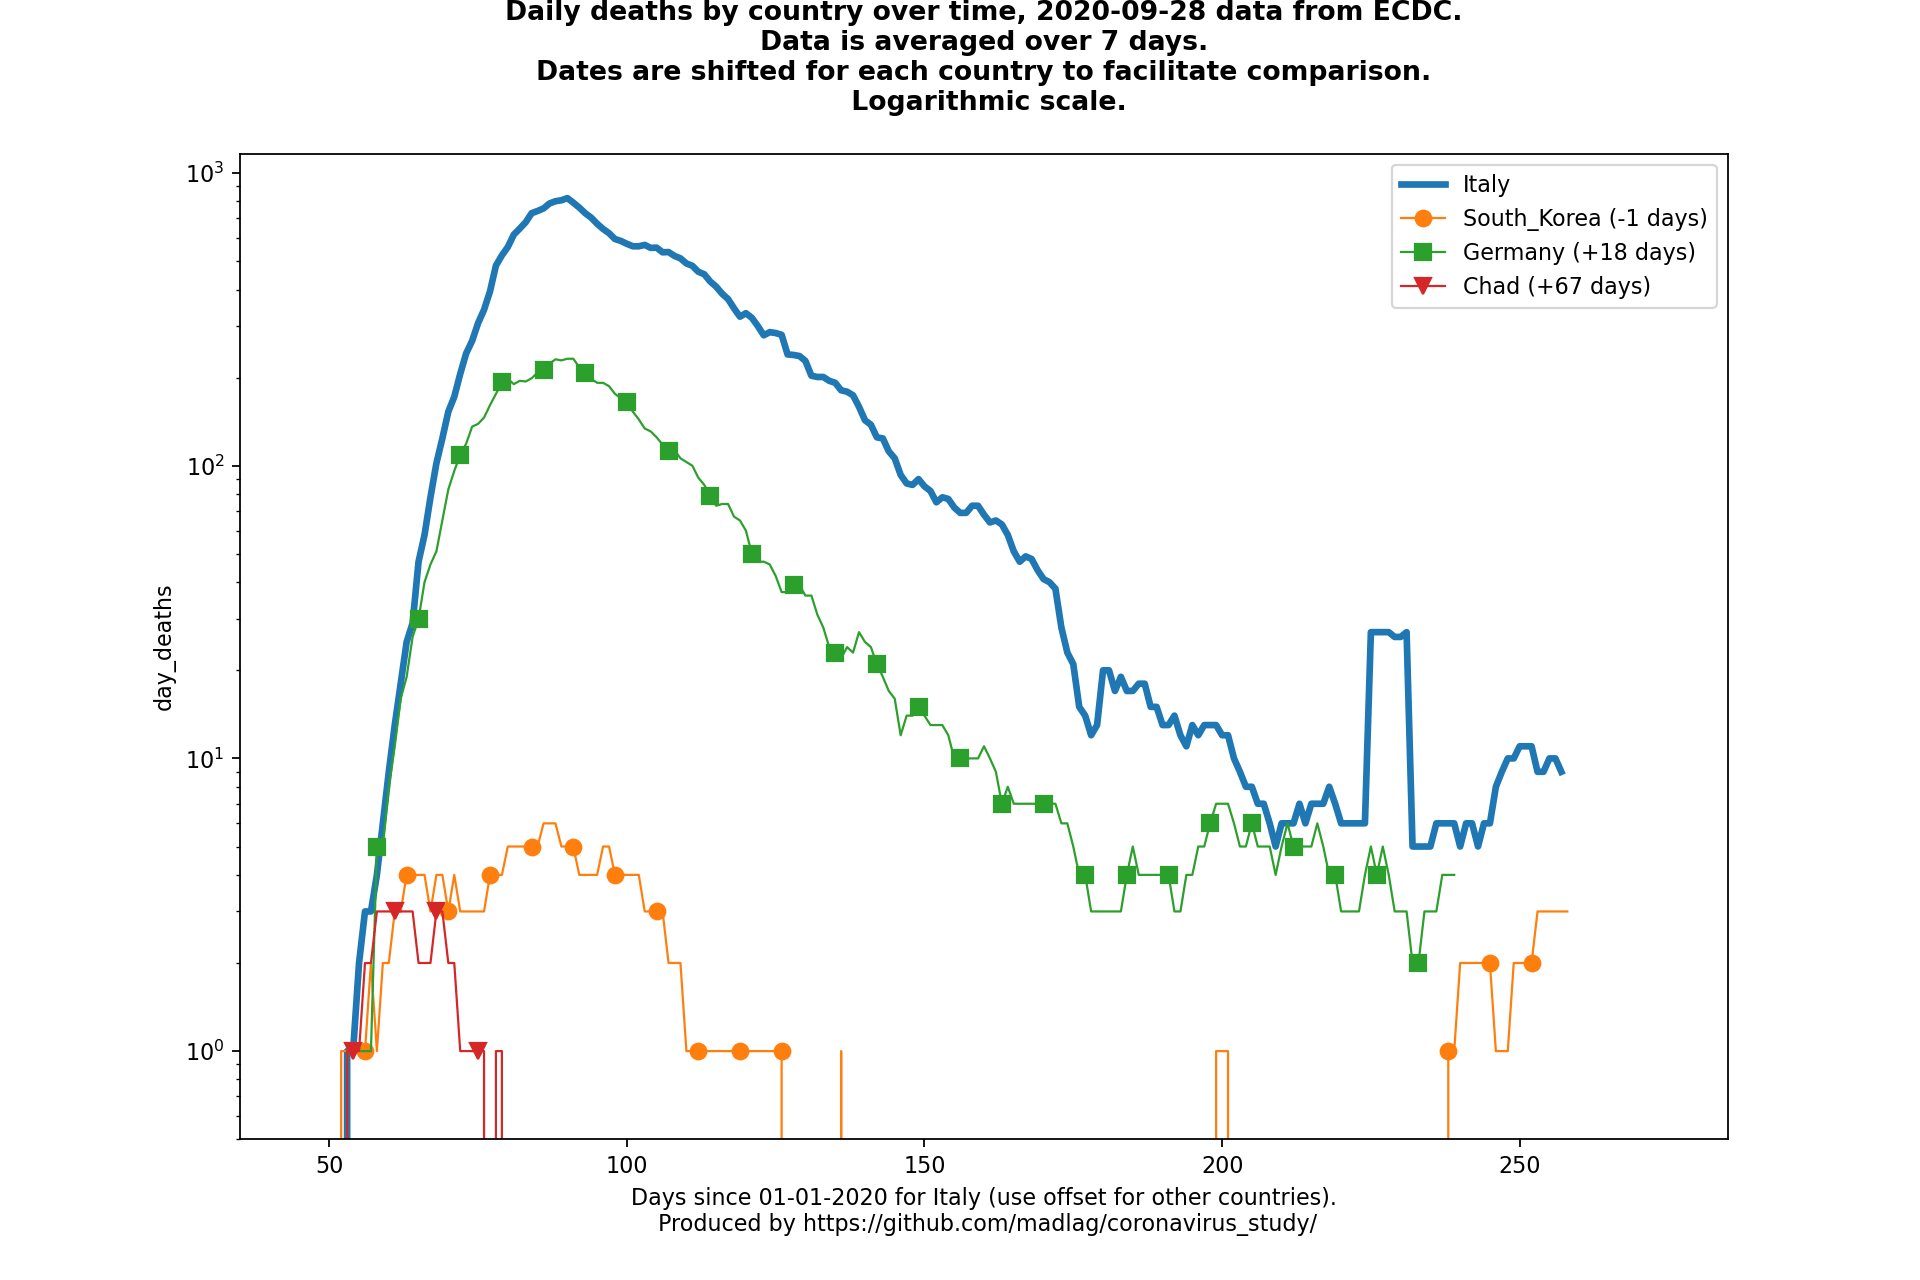 Daily deaths by country over time, 2020-09-28 data from ECDC.
Data is averaged over 7 days.
Dates are shifted for each country to facilitate comparison.
Logarithmic scale.
10³
10²
10¹
10⁰
day_deaths
Italy
South_Korea (-1 days)
Germany (+18 days)
Chad (+67 days)
50 100 150 200 250
Days since 01-01-2020 for Italy (use offset for other countries).
Produced by https://github.com/madlag/coronavirus_study/